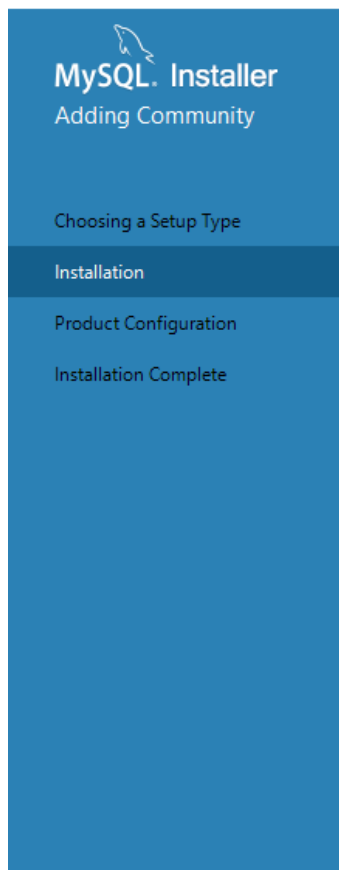 MySQL. Installer
Adding Community
Choosing a Setup Type
Installation
Product Configuration
Installation Complete